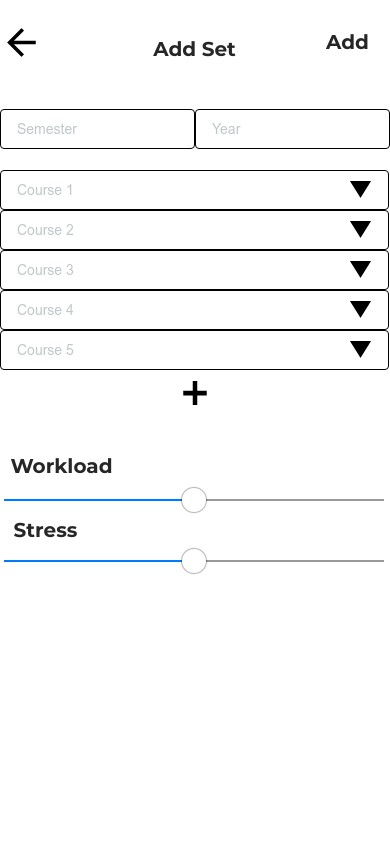 Add Set
Add
Semester
Year
Course 1
Course 2
Course 3
Course 4
Course 5
Workload
Stress